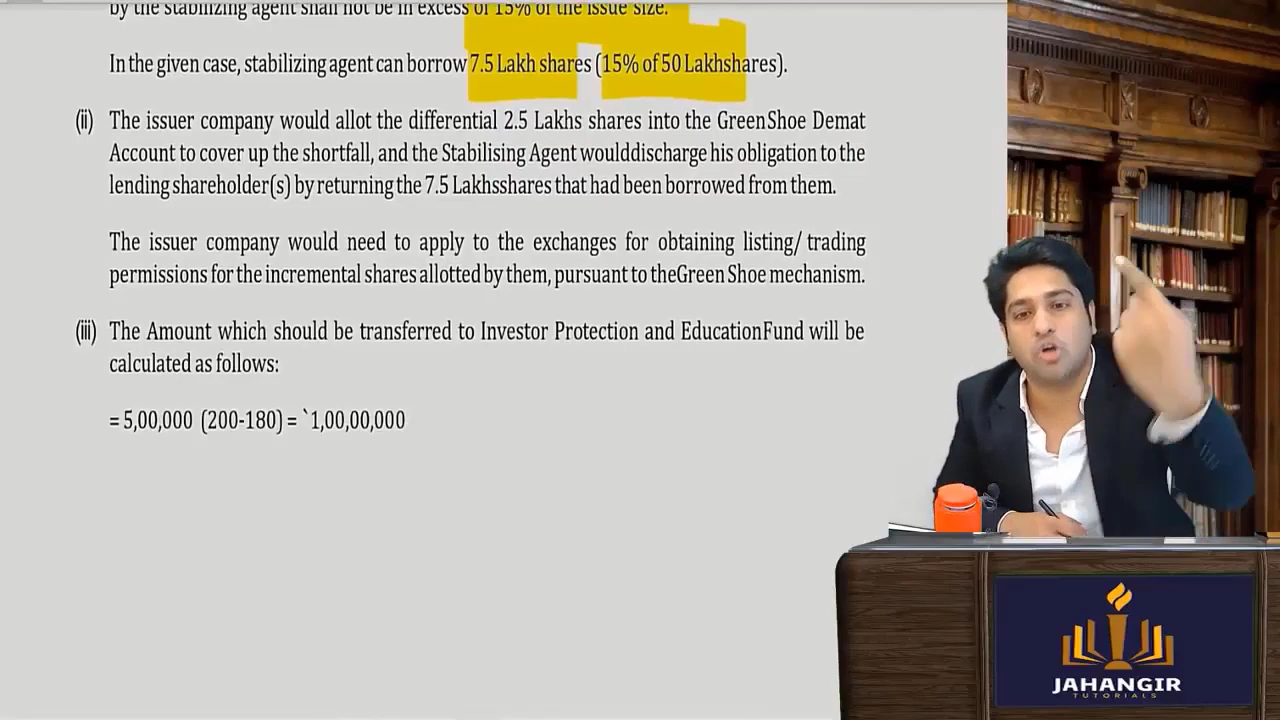 by the stabilizing agent shall not be in excess of 15% of the issue size.
In the given case, stabilizing agent can borrow 7.5 Lakh shares (15% of 50 Lakhshares).
(ii) The issuer company would allot the differential 2.5 Lakhs shares into the GreenShoe Demat
Account to cover up the shortfall, and the Stabilising Agent woulddischarge his obligation to the
lending shareholder(s) by returning the 7.5 Lakhsshares that had been borrowed from them.
The issuer company would need to apply to the exchanges for obtaining listing/ trading
permissions for the incremental shares allotted by them, pursuant to theGreen Shoe mechanism.
(iii) The Amount which should be transferred to Investor Protection and EducationFund will be
calculated as follows:
= 5,00,000 (200-180) = `1,00,00,000
JAHANGIR
TUTORIALS